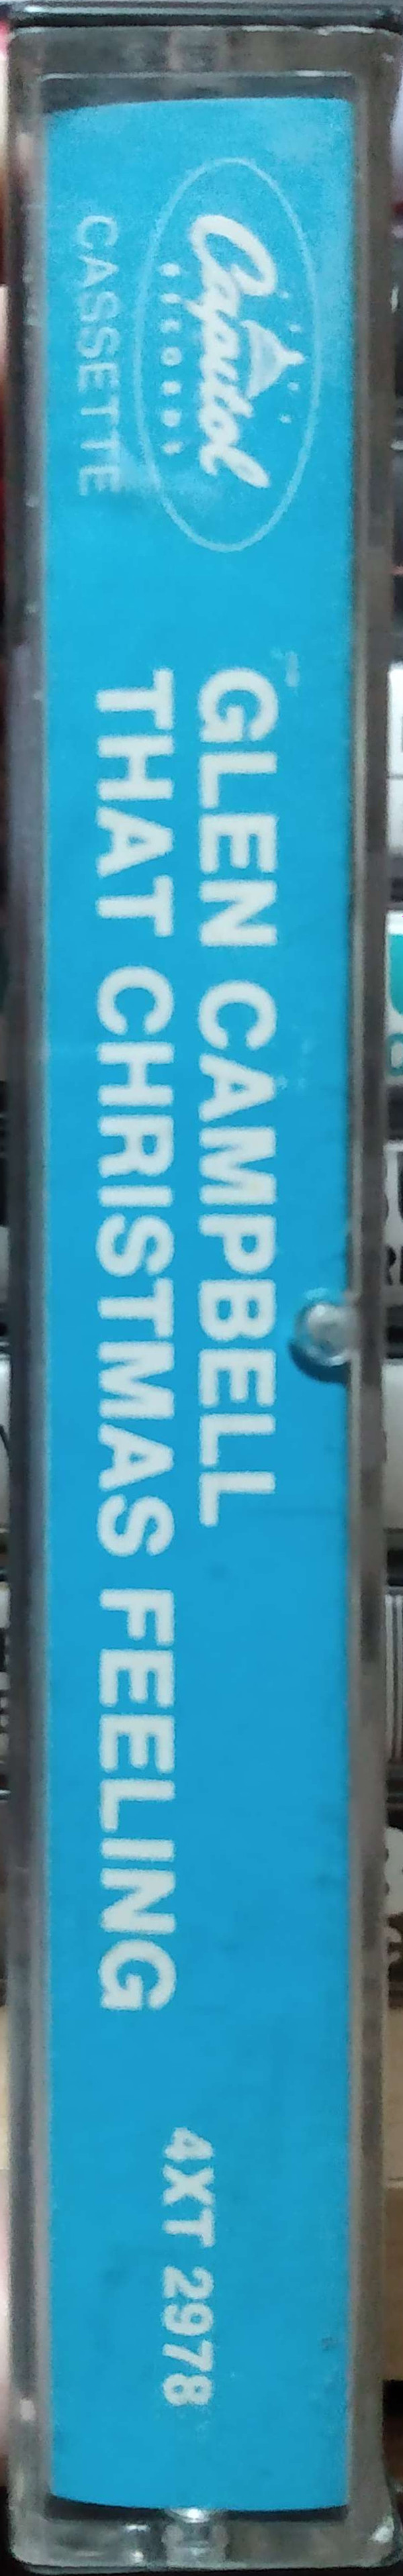 Capitol
RECORDS
CASSETTE
GLEN CAMPBELL
THAT CHRISTMAS FEELING
4XT 2978